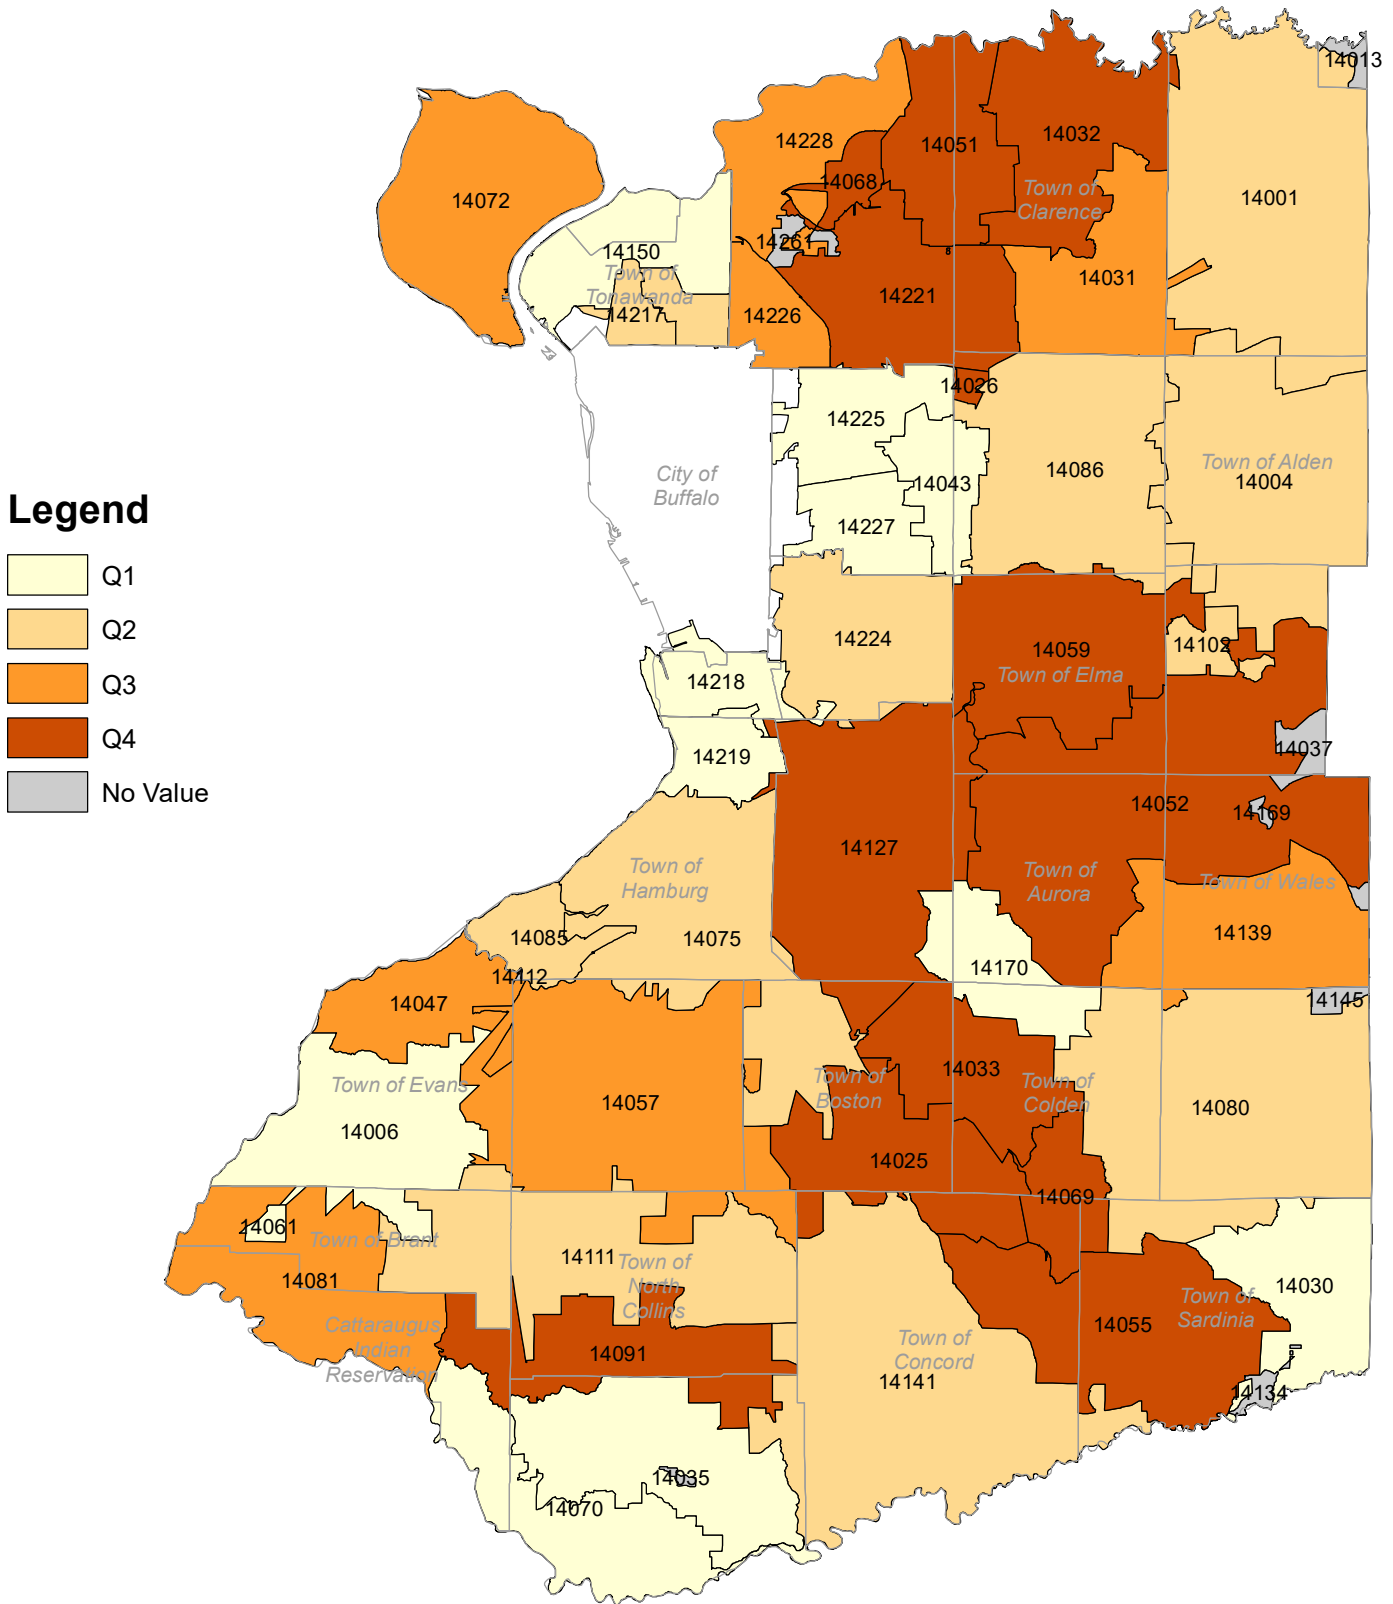 14013
14228
14051
14032
14068
Town of
Clarence
14072
14001
14261
14150
Town of
Tonawanda
14031
14221
14217
14226
14026
14225
City of
Buffalo
14043
14086
Town of Alden
14004
14227
Legend
Q1
Q2
Q3
Q4
No Value
14224
14059
Town of Elma
14102
14218
14219
14037
14052
14169
14127
Town of
Hamburg
Town of
Aurora
Town of Wales
14085
14075
14139
14112
14170
14047
14145
Town of Evans
14033
Town of
Boston
Town of
Colden
14057
14080
14006
14025
14069
14061
Town of Brant
14111
Town of
North
Collins
14081
14030
Town of
Sardinia
Cattaraugus
Indian
Reservation
14055
Town of
Concord
14091
14141
14134
14035
14070